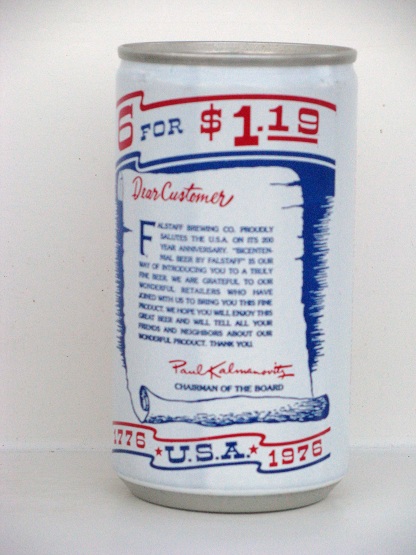 6 FOR $1.19
Dear Customer
FALSTAFF BREWING CO. PROUDLY
SALUTES THE U.S.A. ON ITS 200
YEAR ANNIVERSARY. "BICENTEN-
NIAL BEER BY FALSTAFF" IS OUR
WAY OF INTRODUCING YOU TO A TRULY
FINE BEER. WE ARE GRATEFUL TO OUR
WONDERFUL RETAILERS WHO HAVE
JOINED WITH US TO BRING YOU THIS FINE
PRODUCT. WE HOPE YOU WILL ENJOY THIS
GREAT BEER AND WILL TELL ALL YOUR
FRIENDS AND NEIGHBORS ABOUT OUR
WONDERFUL PRODUCT. THANK YOU.
Paul Kalmanovitz
CHAIRMAN OF THE BOARD
1776 ★ U.S.A. ★ 1976